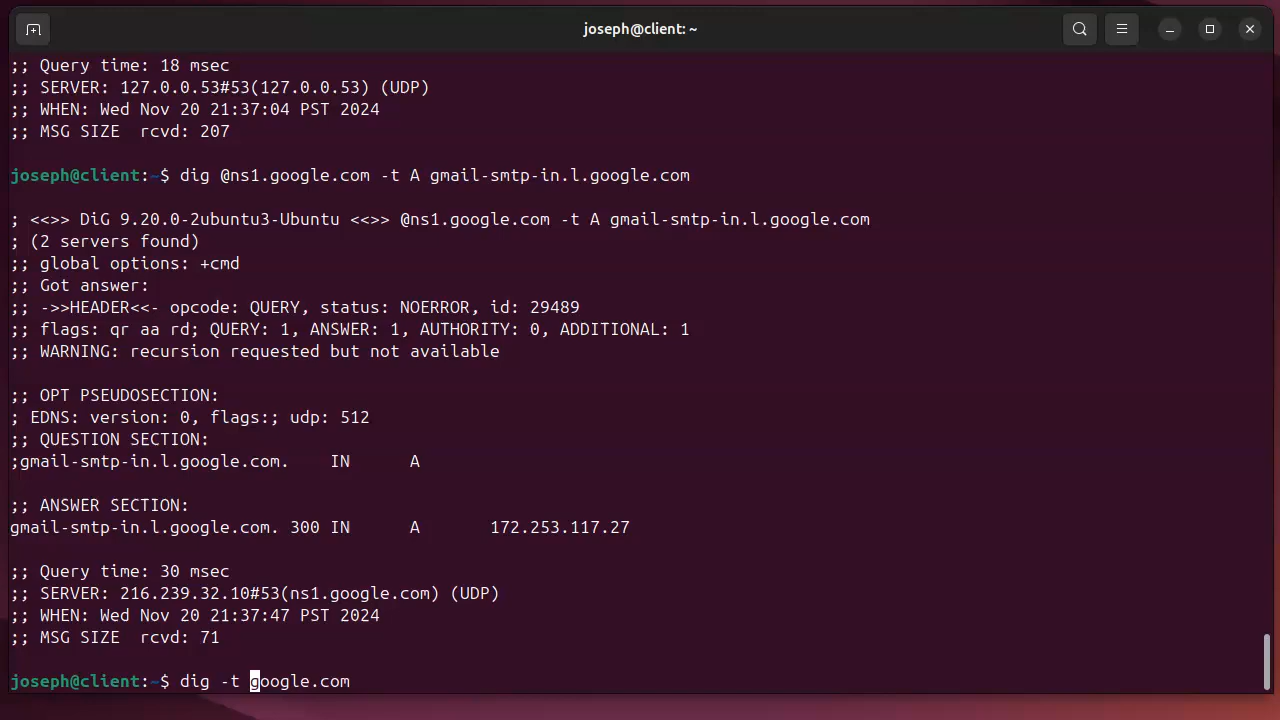 joseph@client: ~
;; Query time: 18 msec
;; SERVER: 127.0.0.53#53(127.0.0.53) (UDP)
;; WHEN: Wed Nov 20 21:37:04 PST 2024
;; MSG SIZE  rcvd: 207
joseph@client:~$ dig @ns1.google.com -t A gmail-smtp-in.l.google.com
; <<>> DiG 9.20.0-2ubuntu3-Ubuntu <<>> @ns1.google.com -t A gmail-smtp-in.l.google.com
; (2 servers found)
;; global options: +cmd
;; Got answer:
;; ->>HEADER<<- opcode: QUERY, status: NOERROR, id: 29489
;; flags: qr aa rd; QUERY: 1, ANSWER: 1, AUTHORITY: 0, ADDITIONAL: 1
;; WARNING: recursion requested but not available
;; OPT PSEUDOSECTION:
; EDNS: version: 0, flags:; udp: 512
;; QUESTION SECTION:
;gmail-smtp-in.l.google.com.    IN      A
;; ANSWER SECTION:
gmail-smtp-in.l.google.com. 300 IN      A       172.253.117.27
;; Query time: 30 msec
;; SERVER: 216.239.32.10#53(ns1.google.com) (UDP)
;; WHEN: Wed Nov 20 21:37:47 PST 2024
;; MSG SIZE  rcvd: 71
joseph@client:~$ dig -t google.com